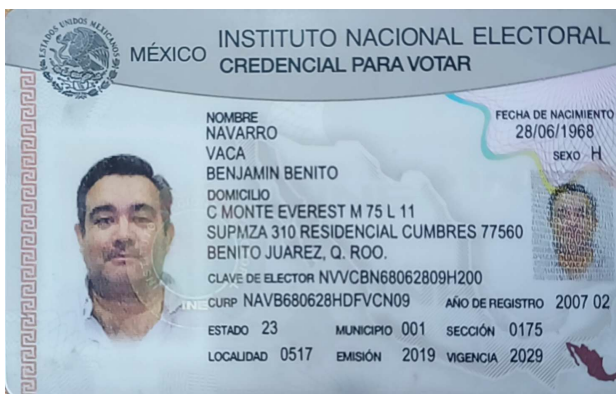 ESTADOS UNIDOS MEXICANOS
MÉXICO INSTITUTO NACIONAL ELECTORAL
CREDENCIAL PARA VOTAR
NOMBRE
NAVARRO
VACA
BENJAMIN BENITO
FECHA DE NACIMIENTO
28/06/1968
SEXO H
DOMICILIO
C MONTE EVEREST M 75 L 11
SUPMZA 310 RESIDENCIAL CUMBRES 77560
BENITO JUAREZ, Q. ROO.
CLAVE DE ELECTOR NVVCBN68062809H200
CURP NAVB680628HDFVCN09 AÑO DE REGISTRO 2007 02
ESTADO 23 MUNICIPIO 001 SECCIÓN 0175
LOCALIDAD 0517 EMISIÓN 2019 VIGENCIA 2029